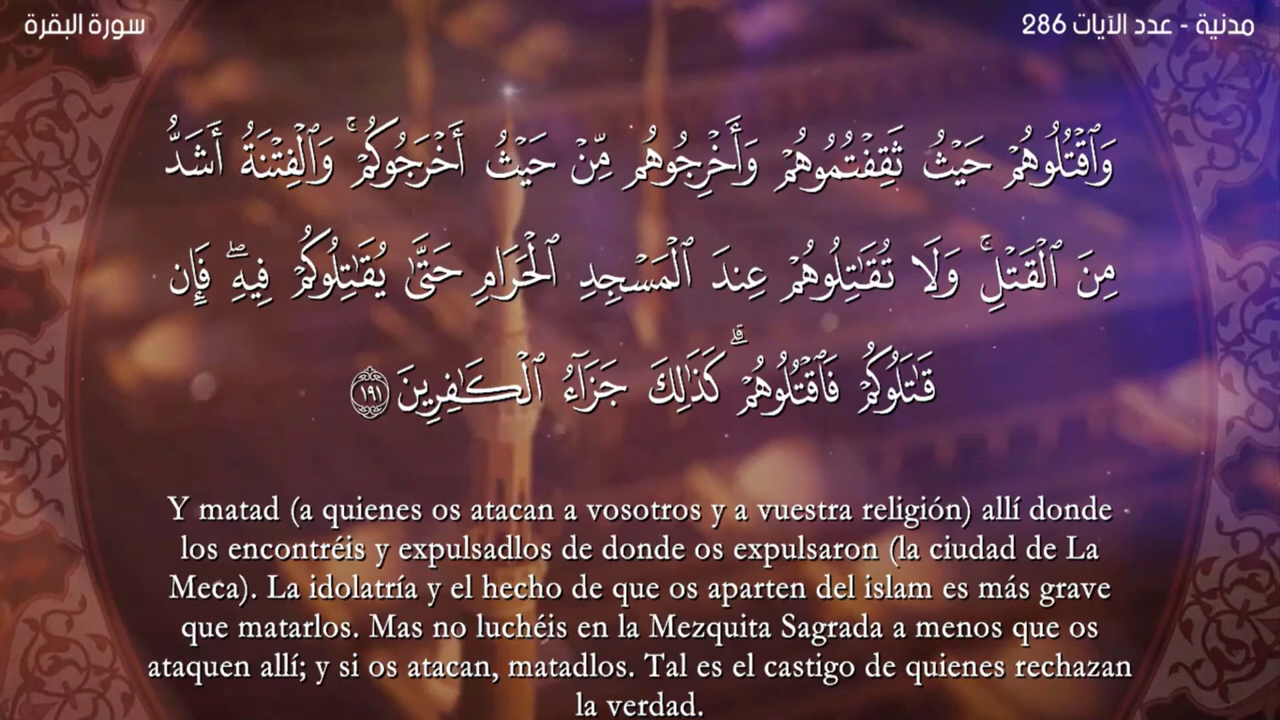 مدنية - عدد الآيات 286
سورة البقرة
وَٱقۡتُلُوهُمۡ حَيۡثُ ثَقِفۡتُمُوهُمۡ وَأَخۡرِجُوهُم مِّنۡ حَيۡثُ أَخۡرَجُوكُمۡۚ وَٱلۡفِتۡنَةُ أَشَدُّ
مِنَ ٱلۡقَتۡلِۚ وَلَا تُقَٰتِلُوهُمۡ عِندَ ٱلۡمَسۡجِدِ ٱلۡحَرَامِ حَتَّىٰ يُقَٰتِلُوكُمۡ فِيهِۖ فَإِن
قَٰتَلُوكُمۡ فَٱقۡتُلُوهُمۡۗ كَذَٰلِكَ جَزَآءُ ٱلۡكَٰفِرِينَ ١٩١
Y matad (a quienes os atacan a vosotros y a vuestra religión) allí donde
los encontréis y expulsadlos de donde os expulsaron (la ciudad de La
Meca). La idolatría y el hecho de que os aparten del islam es más grave
que matarlos. Mas no luchéis en la Mezquita Sagrada a menos que os
ataquen allí; y si os atacan, matadlos. Tal es el castigo de quienes rechazan
la verdad.